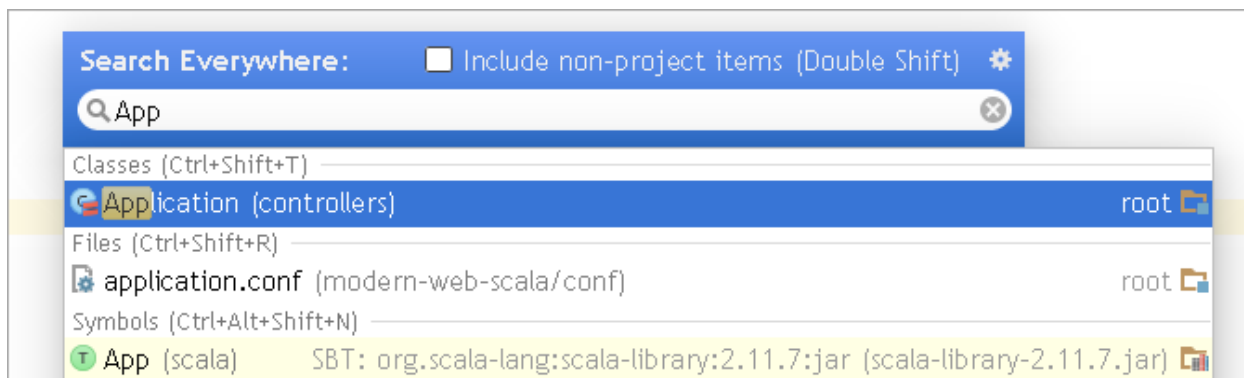 Search Everywhere: Include non-project items (Double Shift)
App
Classes (Ctrl+Shift+T)
Application (controllers) root
Files (Ctrl+Shift+R)
application.conf (modern-web-scala/conf) root
Symbols (Ctrl+Alt+Shift+N)
T App (scala) SBT: org.scala-lang:scala-library:2.11.7:jar (scala-library-2.11.7.jar)